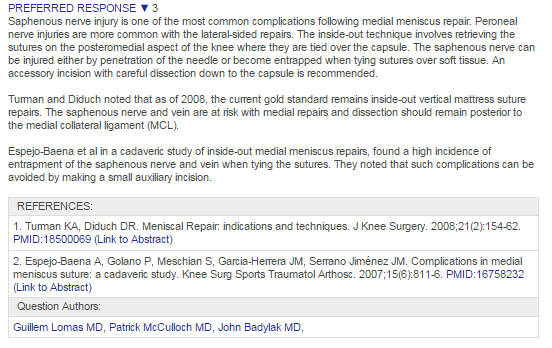 PREFERRED RESPONSE ▼ 3
Saphenous nerve injury is one of the most common complications following medial meniscus repair. Peroneal
nerve injuries are more common with the lateral-sided repairs. The inside-out technique involves retrieving the
sutures on the posteromedial aspect of the knee where they are tied over the capsule. The saphenous nerve can
be injured either by penetration of the needle or become entrapped when tying sutures over soft tissue. An
accessory incision with careful dissection down to the capsule is recommended.
Turman and Diduch noted that as of 2008, the current gold standard remains inside-out vertical mattress suture
repairs. The saphenous nerve and vein are at risk with medial repairs and dissection should remain posterior to
the medial collateral ligament (MCL).
Espejo-Baena et al in a cadaveric study of inside-out medial meniscus repairs, found a high incidence of
entrapment of the saphenous nerve and vein when tying the sutures. They noted that such complications can be
avoided by making a small auxiliary incision.
REFERENCES:
1. Turman KA, Diduch DR. Meniscal Repair: indications and techniques. J Knee Surgery. 2008;21(2):154-62.
PMID:18500069 (Link to Abstract)
2. Espejo-Baena A, Golano P, Meschian S, Garcia-Herrera JM, Serrano Jiménez JM. Complications in medial
meniscus suture: a cadaveric study. Knee Surg Sports Traumatol Arthosc. 2007;15(6):811-6. PMID:16758232
(Link to Abstract)
Question Authors:
Guillem Lomas MD, Patrick McCulloch MD, John Badylak MD,